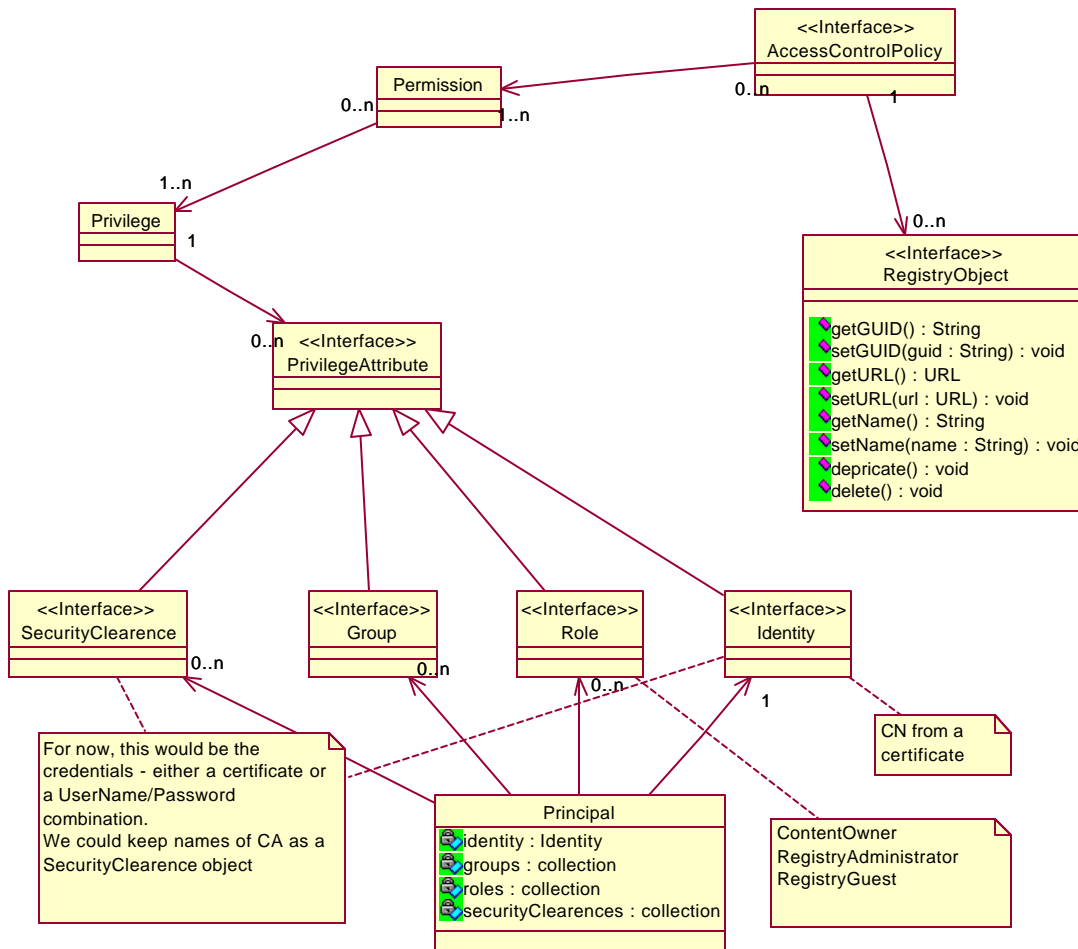 <<Interface>>
AccessControlPolicy
Permission
0..n
0..n
1
1..n
1..n
Privilege
1
0..n
<<Interface>>
RegistryObject
getGUID() : String
setGUID(guid : String) : void
getURL() : URL
setURL(url : URL) : void
getName() : String
setName(name : String) : void
depricate() : void
delete() : void
0..n
<<Interface>>
PrivilegeAttribute
<<Interface>>
SecurityClearence
<<Interface>>
Group
<<Interface>>
Role
<<Interface>>
Identity
0..n
0..n
0..n
1
For now, this would be the
credentials - either a certificate or
a UserName/Password
combination.
We could keep names of CA as a
SecurityClearence object
CN from a
certificate
Principal
identity : Identity
groups : collection
roles : collection
securityClearences : collection
ContentOwner
RegistryAdministrator
RegistryGuest